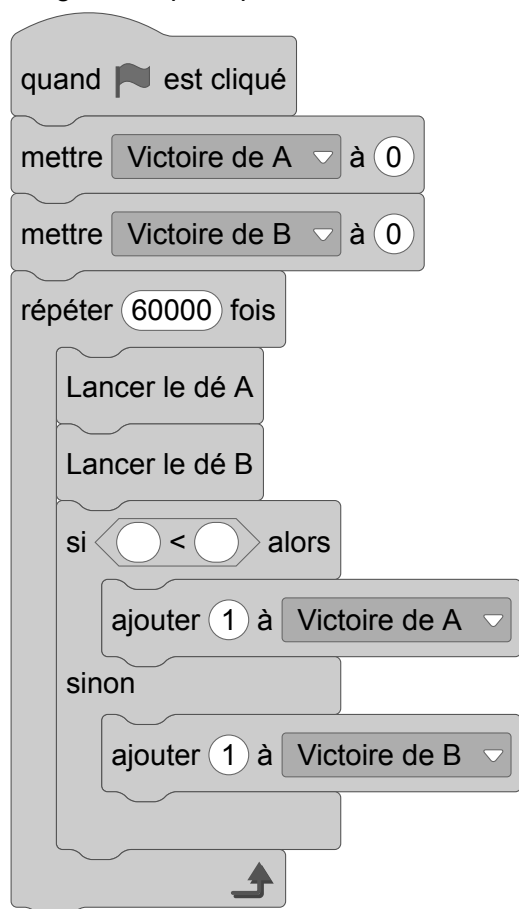 quand est cliqué
mettre Victoire de A à 0
mettre Victoire de B à 0
répéter 60000 fois
Lancer le dé A
Lancer le dé B
si < alors
ajouter 1 à Victoire de A
sinon
ajouter 1 à Victoire de B